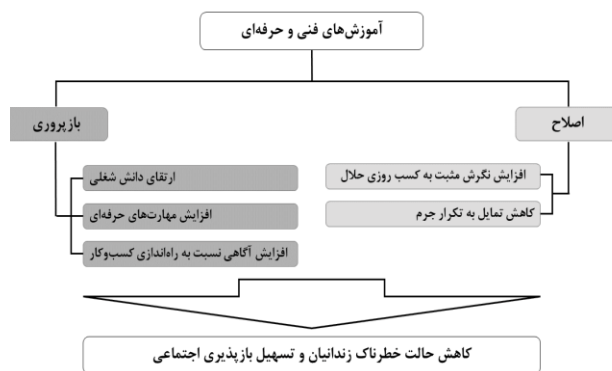 آموزش‌های فنی و حرفه‌ای
اصلاح
بازپروری
افزایش نگرش مثبت به کسب روزی حلال
ارتقای دانش شغلی
کاهش تمایل به تکرار جرم
افزایش مهارت‌های حرفه‌ای
افزایش آگاهی نسبت به راه‌اندازی کسب‌وکار
کاهش حالت خطرناک زندانیان و تسهیل بازپذیری اجتماعی